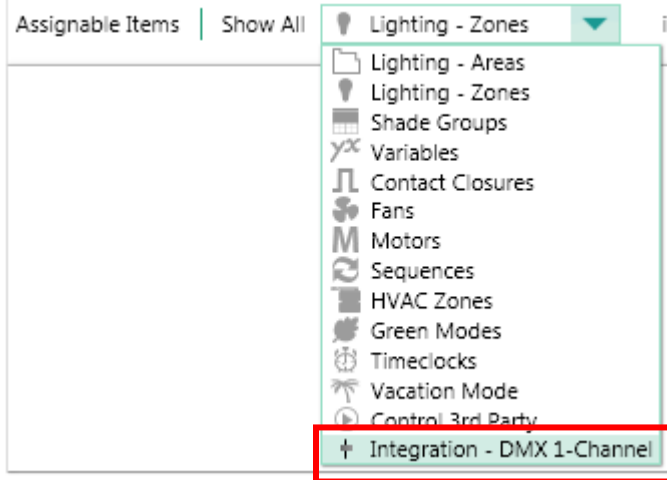 Assignable Items Show All Lighting - Zones
Lighting - Areas
Lighting - Zones
Shade Groups
Variables
Contact Closures
Fans
Motors
Sequences
HVAC Zones
Green Modes
Timeclocks
Vacation Mode
Control 3rd Party
Integration - DMX 1-Channel